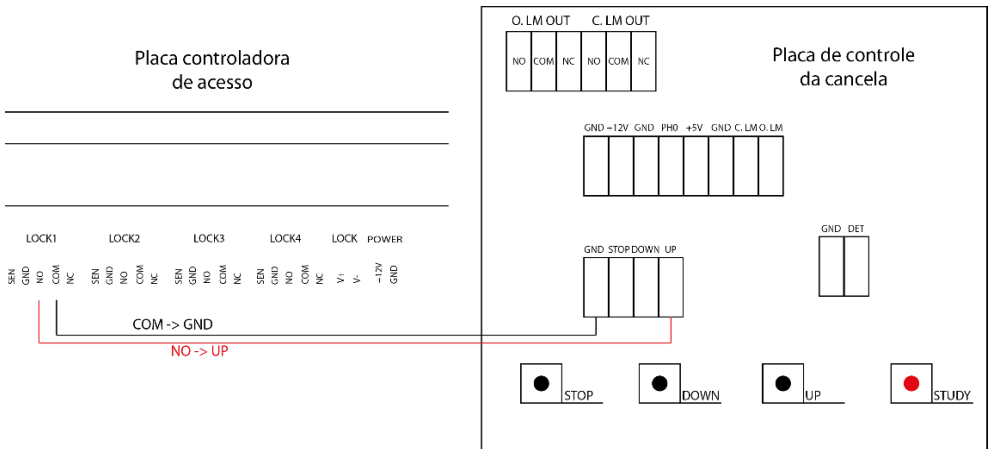 Placa controladora
de acesso
LOCK1 LOCK2 LOCK3 LOCK4 LOCK POWER
SEN GND NO COM NC SEN GND NO COM NC SEN GND NO COM NC SEN GND NO COM NC V+ V- +12V GND
COM -> GND
NO -> UP
O. LM OUT C. LM OUT
NO COM NC NO COM NC
Placa de controle
da cancela
GND +12V GND PH0 +5V GND C. LM O. LM
GND DET
GND STOP DOWN UP
STOP DOWN UP STUDY